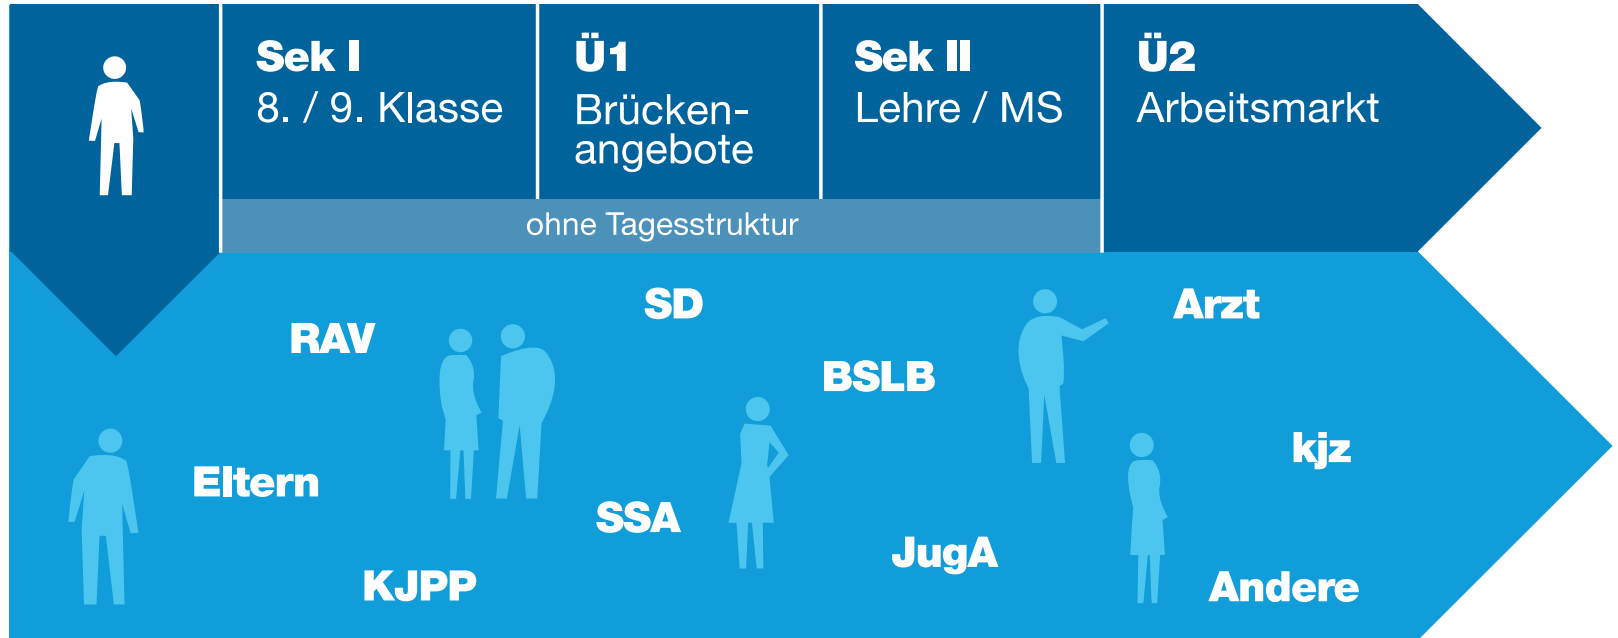 Sek I
8. / 9. Klasse
Ü1
Brücken-
angebote
Sek II
Lehre / MS
Ü2
Arbeitsmarkt
ohne Tagesstruktur
SD
Arzt
RAV
BSLB
kjz
Eltern
SSA
JugA
KJPP
Andere